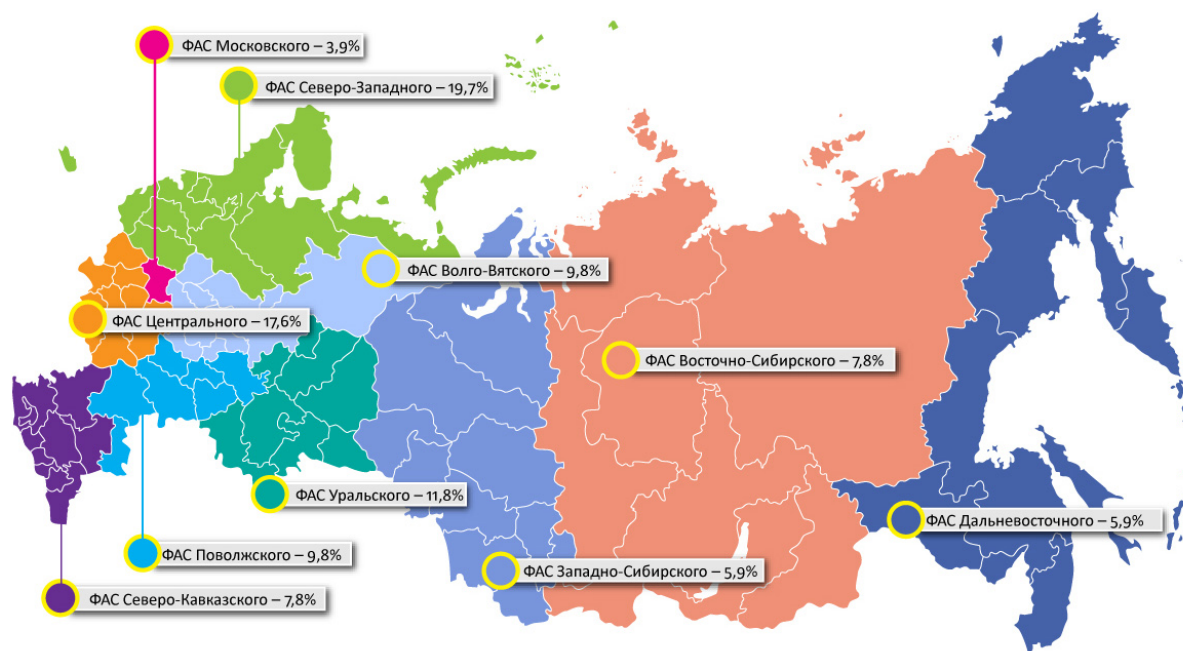 ФАС Московского – 3,9%
ФАС Северо-Западного – 19,7%
ФАС Волго-Вятского – 9,8%
ФАС Центрального – 17,6%
ФАС Восточно-Сибирского – 7,8%
ФАС Уральского – 11,8%
ФАС Дальневосточного – 5,9%
ФАС Поволжского – 9,8%
ФАС Западно-Сибирского – 5,9%
ФАС Северо-Кавказского – 7,8%